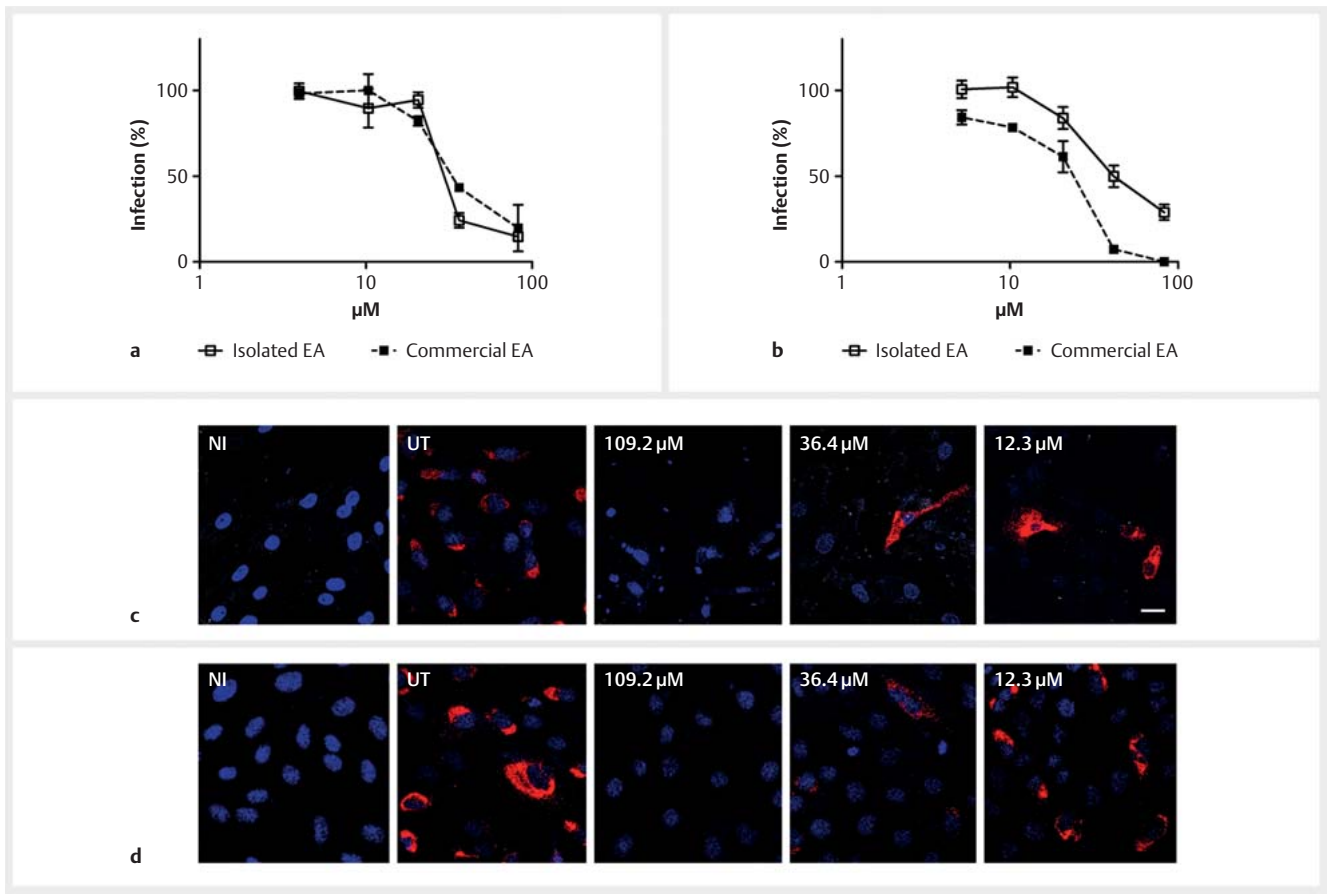 100
50
0
Infection (%)
1
10
100
µM
a
Isolated EA
Commercial EA
100
50
0
Infection (%)
1
10
100
µM
b
Isolated EA
Commercial EA
NI
UT
109.2 µM
36.4 µM
12.3 µM
c
NI
UT
109.2 µM
36.4 µM
12.3 µM
d